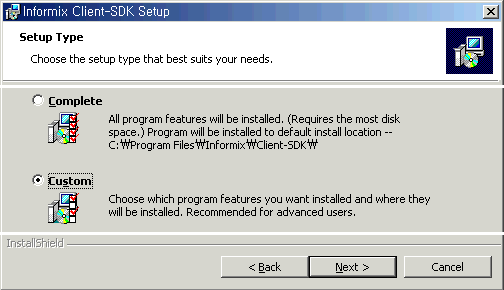 Informix Client-SDK Setup
Setup Type
Choose the setup type that best suits your needs.
Complete
All program features will be installed. (Requires the most disk
space.) Program will be installed to default install location --
C:₩Program Files₩Informix₩Client-SDK₩
Custom
Choose which program features you want installed and where they
will be installed. Recommended for advanced users.
InstallShield
< Back
Next >
Cancel